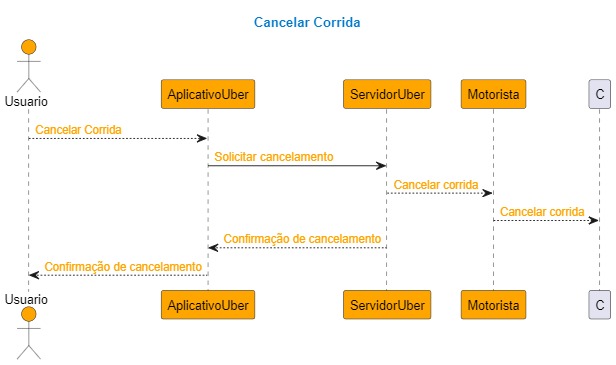 Cancelar Corrida
Usuario
AplicativoUber
ServidorUber
Motorista
C
Cancelar Corrida
Solicitar cancelamento
Cancelar corrida
Cancelar corrida
Confirmação de cancelamento
Confirmação de cancelamento
Usuario
AplicativoUber
ServidorUber
Motorista
C